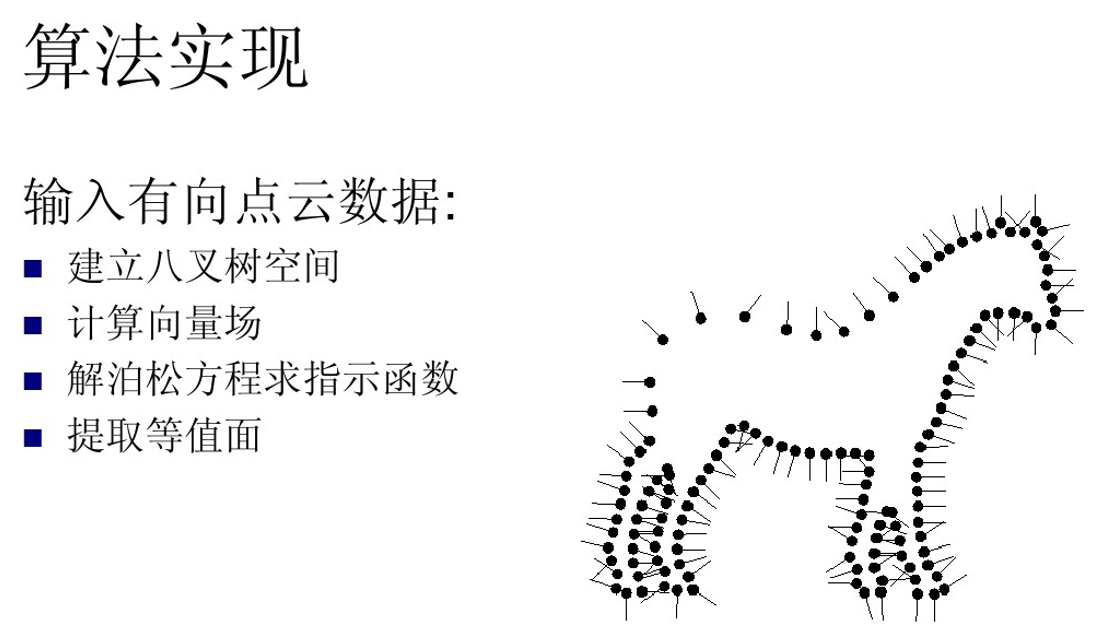 算法实现
输入有向点云数据:
建立八叉树空间
计算向量场
解泊松方程求指示函数
提取等值面